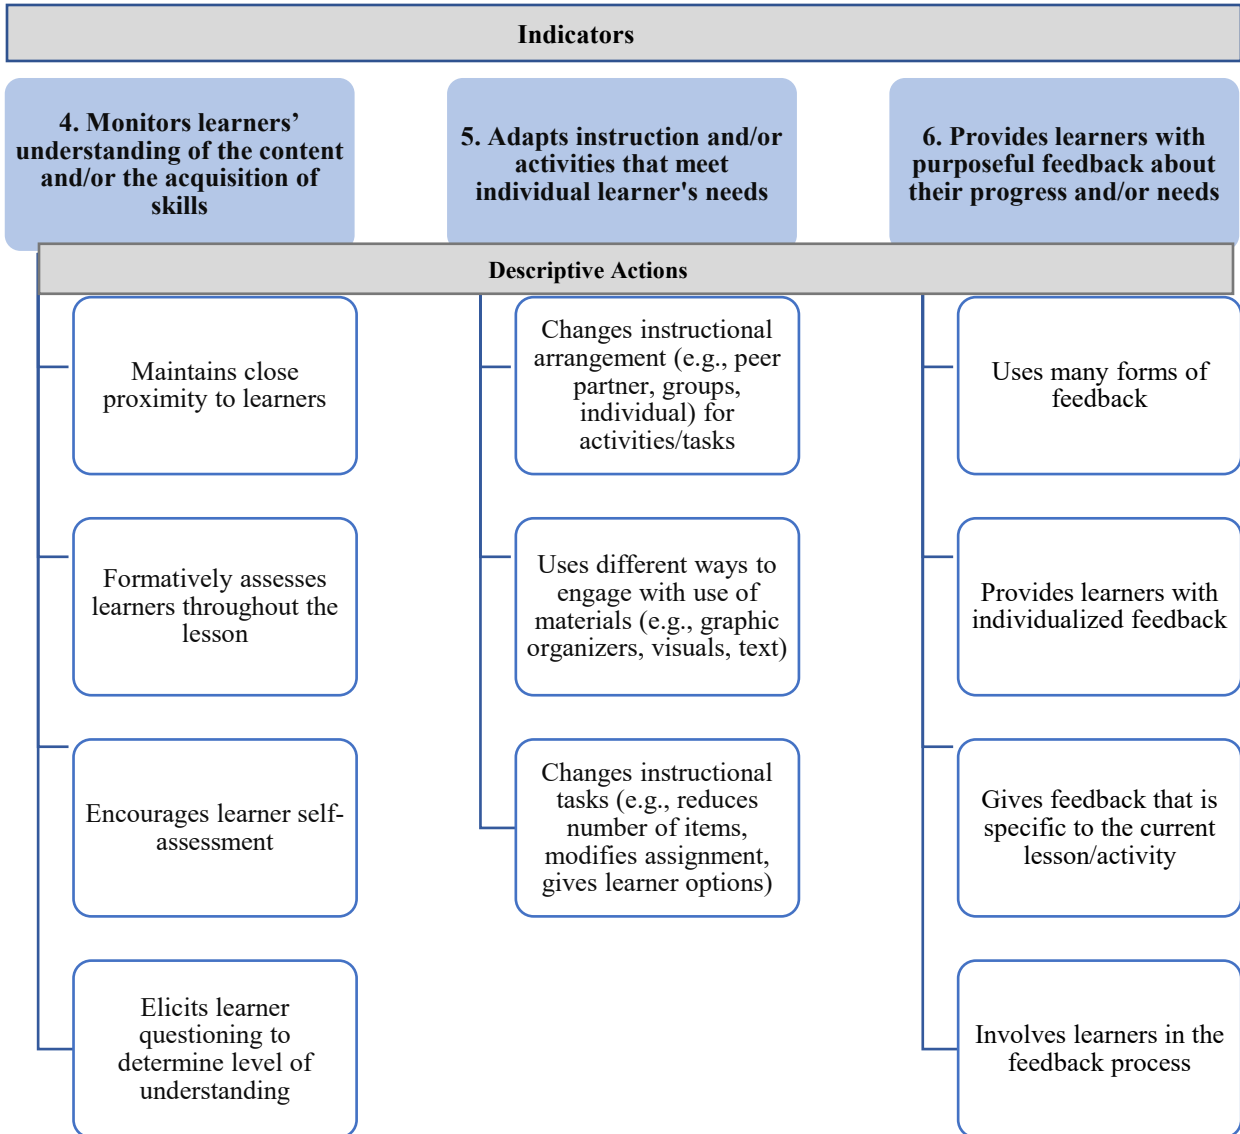 Indicators
4. Monitors learners’
understanding of the content
and/or the acquisition of
skills
5. Adapts instruction and/or
activities that meet
individual learner's needs
6. Provides learners with
purposeful feedback about
their progress and/or needs
Descriptive Actions
Maintains close
proximity to learners
Formatively assesses
learners throughout the
lesson
Encourages learner self-
assessment
Elicits learner
questioning to
determine level of
understanding
Changes instructional
arrangement (e.g., peer
partner, groups,
individual) for
activities/tasks
Uses different ways to
engage with use of
materials (e.g., graphic
organizers, visuals, text)
Changes instructional
tasks (e.g., reduces
number of items,
modifies assignment,
gives learner options)
Uses many forms of
feedback
Provides learners with
individualized feedback
Gives feedback that is
specific to the current
lesson/activity
Involves learners in the
feedback process